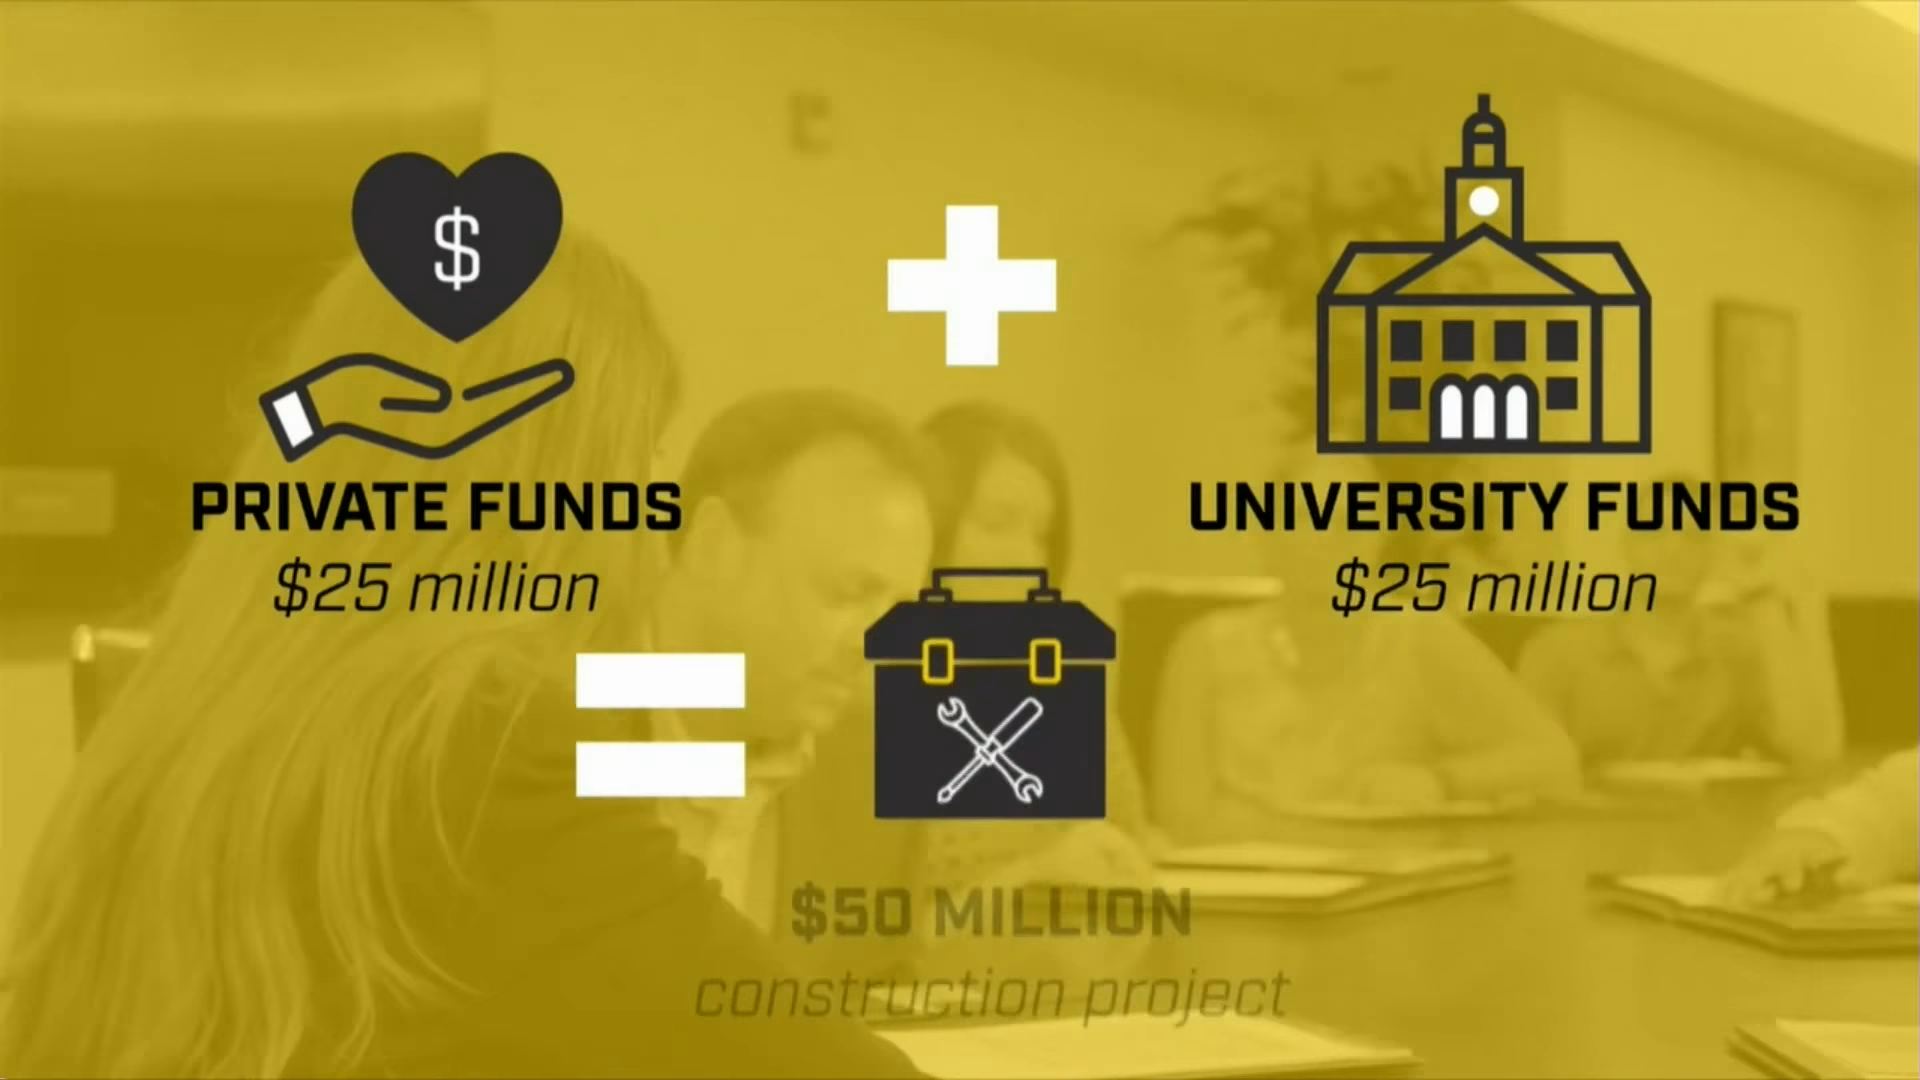 $
PRIVATE FUNDS
$25 million
UNIVERSITY FUNDS
$25 million
$50 MILLION
construction project